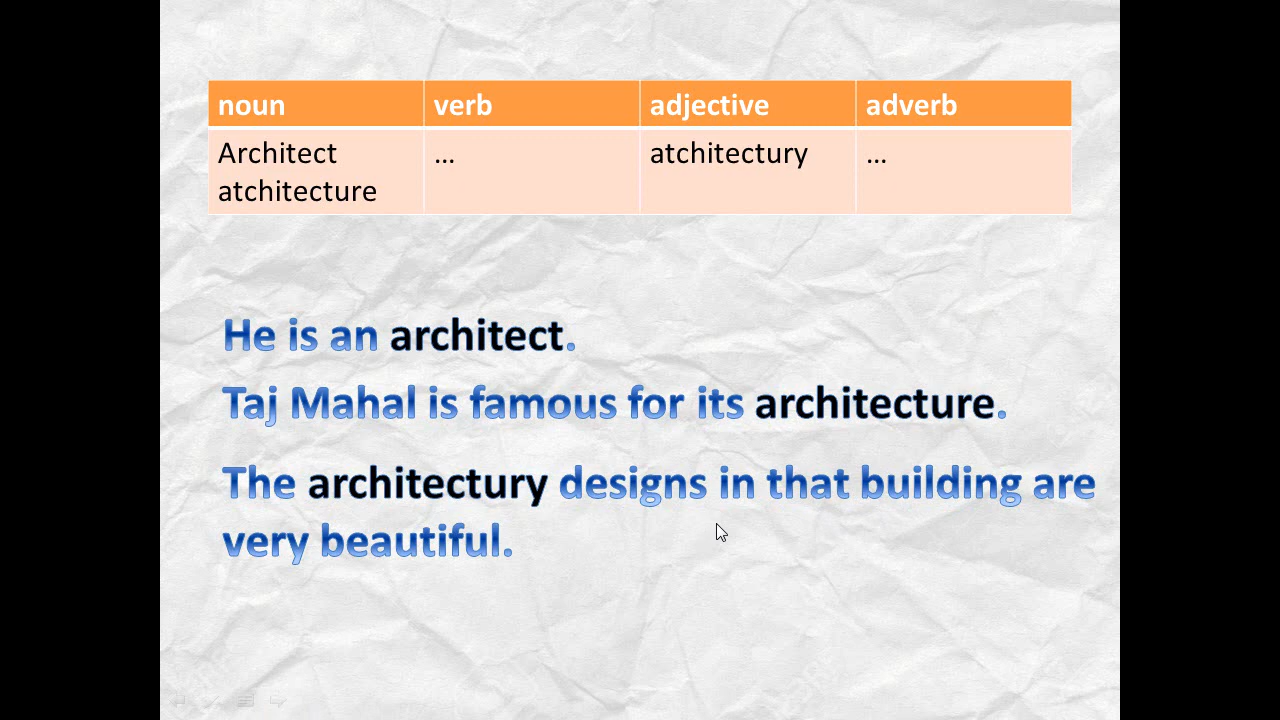 noun verb adjective adverb
Architect ... atchitectury ...
atchitecture
He is an architect.
Taj Mahal is famous for its architecture.
The architectury designs in that building are
very beautiful.